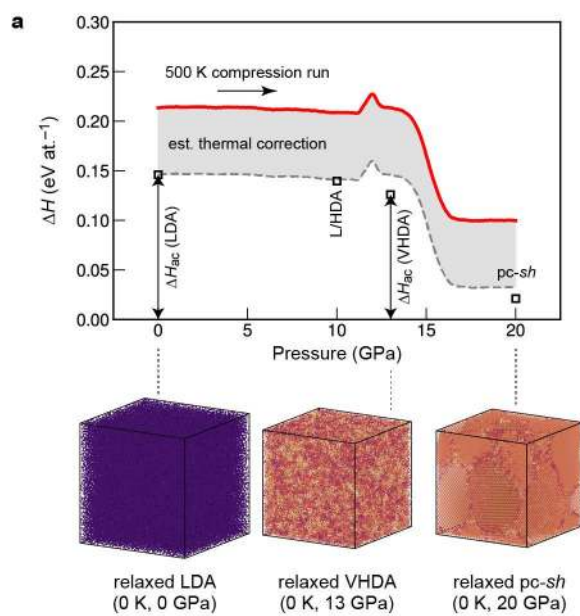 a
500 K compression run
est. thermal correction
ΔH (eV at.⁻¹)
0.30
0.25
0.20
0.15
0.10
0.05
0.00
ΔHac (LDA)
L/HDA
ΔHac (VHDA)
pc-sh
0 5 10 15 20
Pressure (GPa)
relaxed LDA
(0 K, 0 GPa)
relaxed VHDA
(0 K, 13 GPa)
relaxed pc-sh
(0 K, 20 GPa)